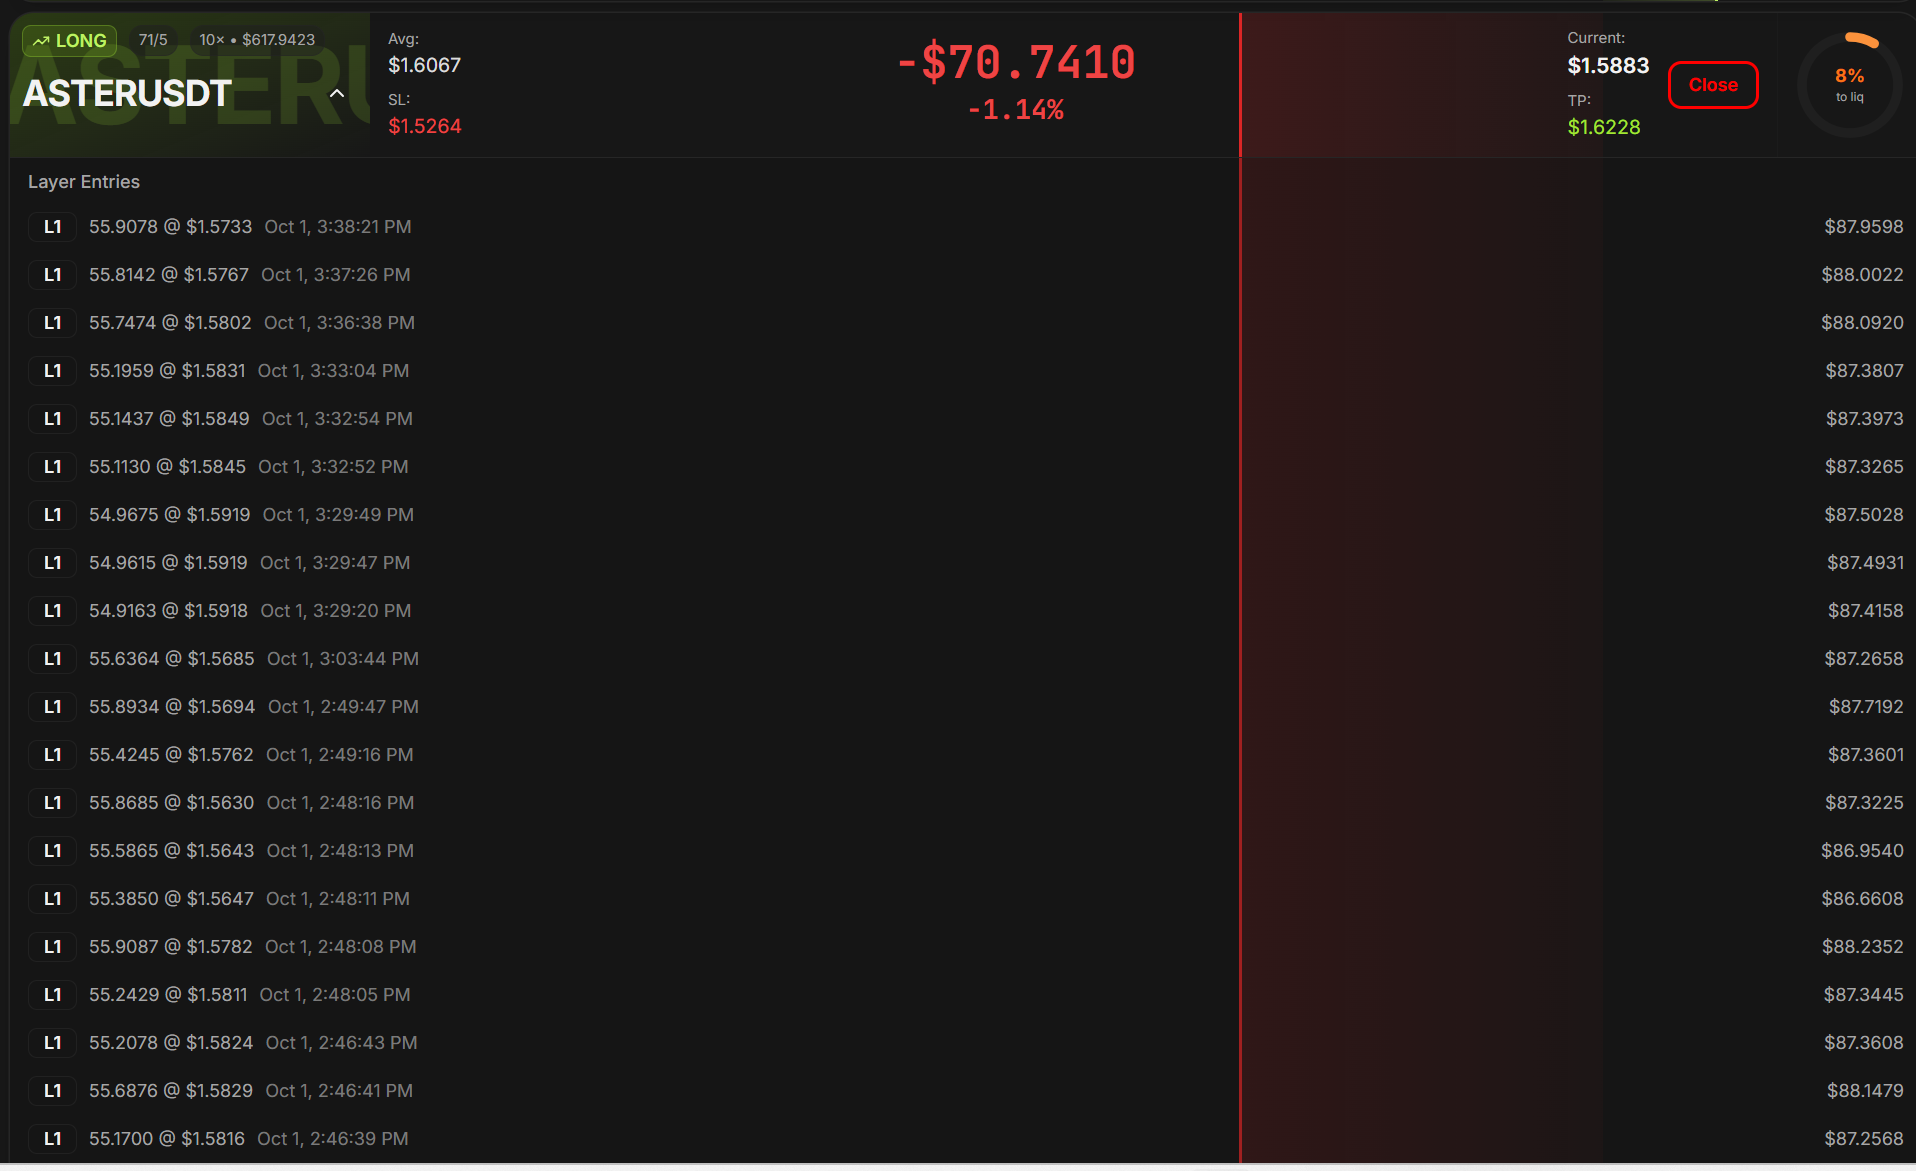 LONG 71/5 10× • $617.9423
ASTERUSDT
Avg:
$1.6067
SL:
$1.5264
-$70.7410
-1.14%
Current:
$1.5883
TP:
$1.6228
Close
8%
to liq
Layer Entries
L1 55.9078 @ $1.5733 Oct 1, 3:38:21 PM $87.9598
L1 55.8142 @ $1.5767 Oct 1, 3:37:26 PM $88.0022
L1 55.7474 @ $1.5802 Oct 1, 3:36:38 PM $88.0920
L1 55.1959 @ $1.5831 Oct 1, 3:33:04 PM $87.3807
L1 55.1437 @ $1.5849 Oct 1, 3:32:54 PM $87.3973
L1 55.1130 @ $1.5845 Oct 1, 3:32:52 PM $87.3265
L1 54.9675 @ $1.5919 Oct 1, 3:29:49 PM $87.5028
L1 54.9615 @ $1.5919 Oct 1, 3:29:47 PM $87.4931
L1 54.9163 @ $1.5918 Oct 1, 3:29:20 PM $87.4158
L1 55.6364 @ $1.5685 Oct 1, 3:03:44 PM $87.2658
L1 55.8934 @ $1.5694 Oct 1, 2:49:47 PM $87.7192
L1 55.4245 @ $1.5762 Oct 1, 2:49:16 PM $87.3601
L1 55.8685 @ $1.5630 Oct 1, 2:48:16 PM $87.3225
L1 55.5865 @ $1.5643 Oct 1, 2:48:13 PM $86.9540
L1 55.3850 @ $1.5647 Oct 1, 2:48:11 PM $86.6608
L1 55.9087 @ $1.5782 Oct 1, 2:48:08 PM $88.2352
L1 55.2429 @ $1.5811 Oct 1, 2:48:05 PM $87.3445
L1 55.2078 @ $1.5824 Oct 1, 2:46:43 PM $87.3608
L1 55.6876 @ $1.5829 Oct 1, 2:46:41 PM $88.1479
L1 55.1700 @ $1.5816 Oct 1, 2:46:39 PM $87.2568